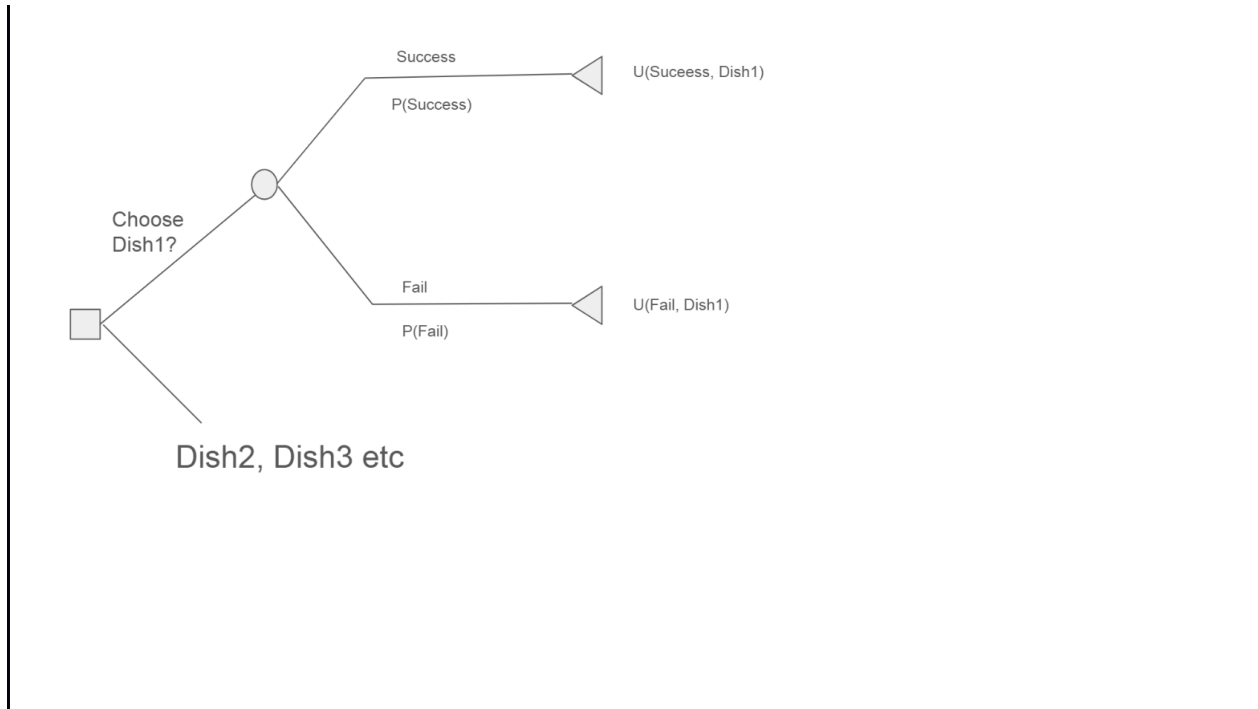 Success
U(Suceess, Dish1)
P(Success)
Choose
Dish1?
Fail
U(Fail, Dish1)
P(Fail)
Dish2, Dish3 etc